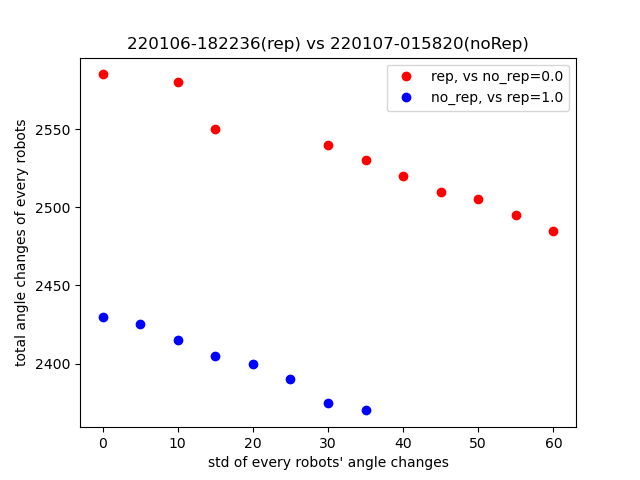 220106-182236(rep) vs 220107-015820(noRep)
rep, vs no_rep=0.0
no_rep, vs rep=1.0
total angle changes of every robots
2550
2500
2450
2400
0 10 20 30 40 50 60
std of every robots' angle changes